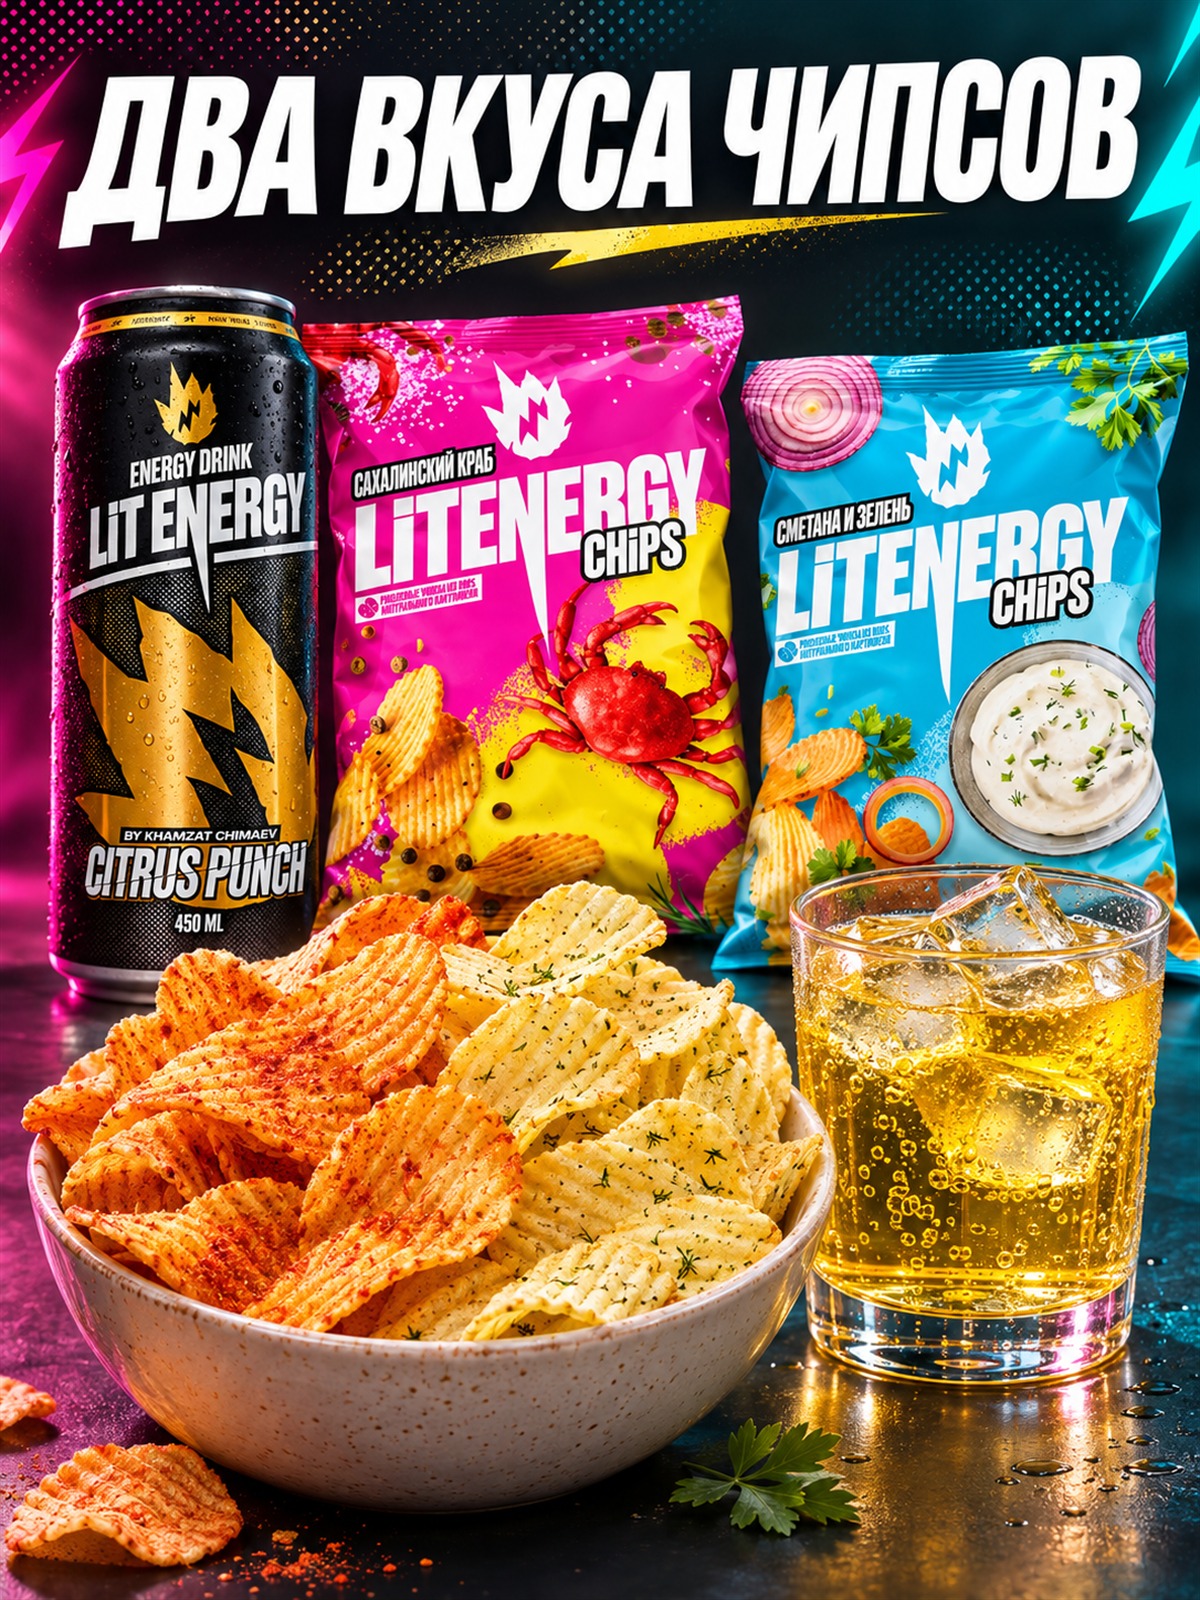 ДВА ВКУСА ЧИПСОВ
ENERGY DRINK
LiT ENERGY
BY KHAMZAT CHIMAEV
CITRUS PUNCH
450 ML
САХАЛИНСКИЙ КРАБ
LiTENERGY
CHiPS
СМЕТАНА И ЗЕЛЕНЬ
LiTENERGY
CHiPS